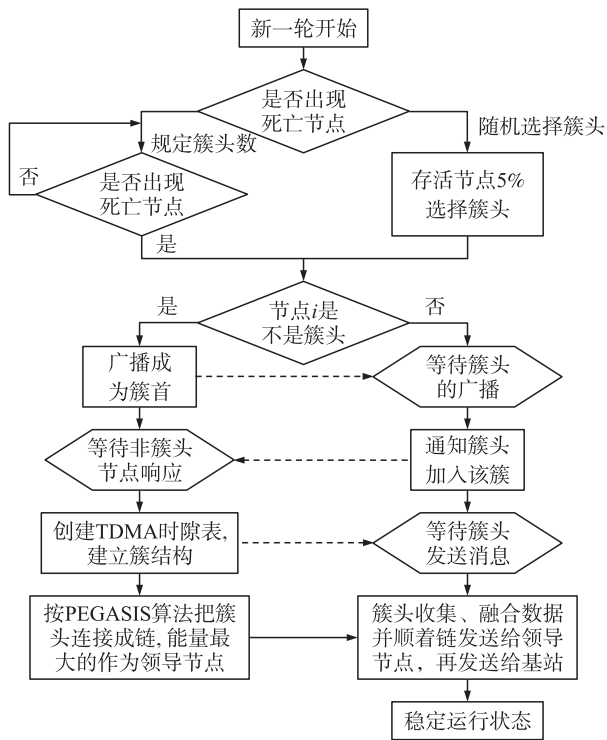 新一轮开始
是否出现
死亡节点
规定簇头数
随机选择簇头
否
是否出现
死亡节点
存活节点5%
选择簇头
是
是
节点i是
不是簇头
否
广播成
为簇首
等待簇头
的广播
等待非簇头
节点响应
通知簇头
加入该簇
创建TDMA时隙表,
建立簇结构
等待簇头
发送消息
按PEGASIS算法把簇
头连接成链,能量最
大的作为领导节点
簇头收集、融合数据
并顺着链发送给领导
节点，再发送给基站
稳定运行状态